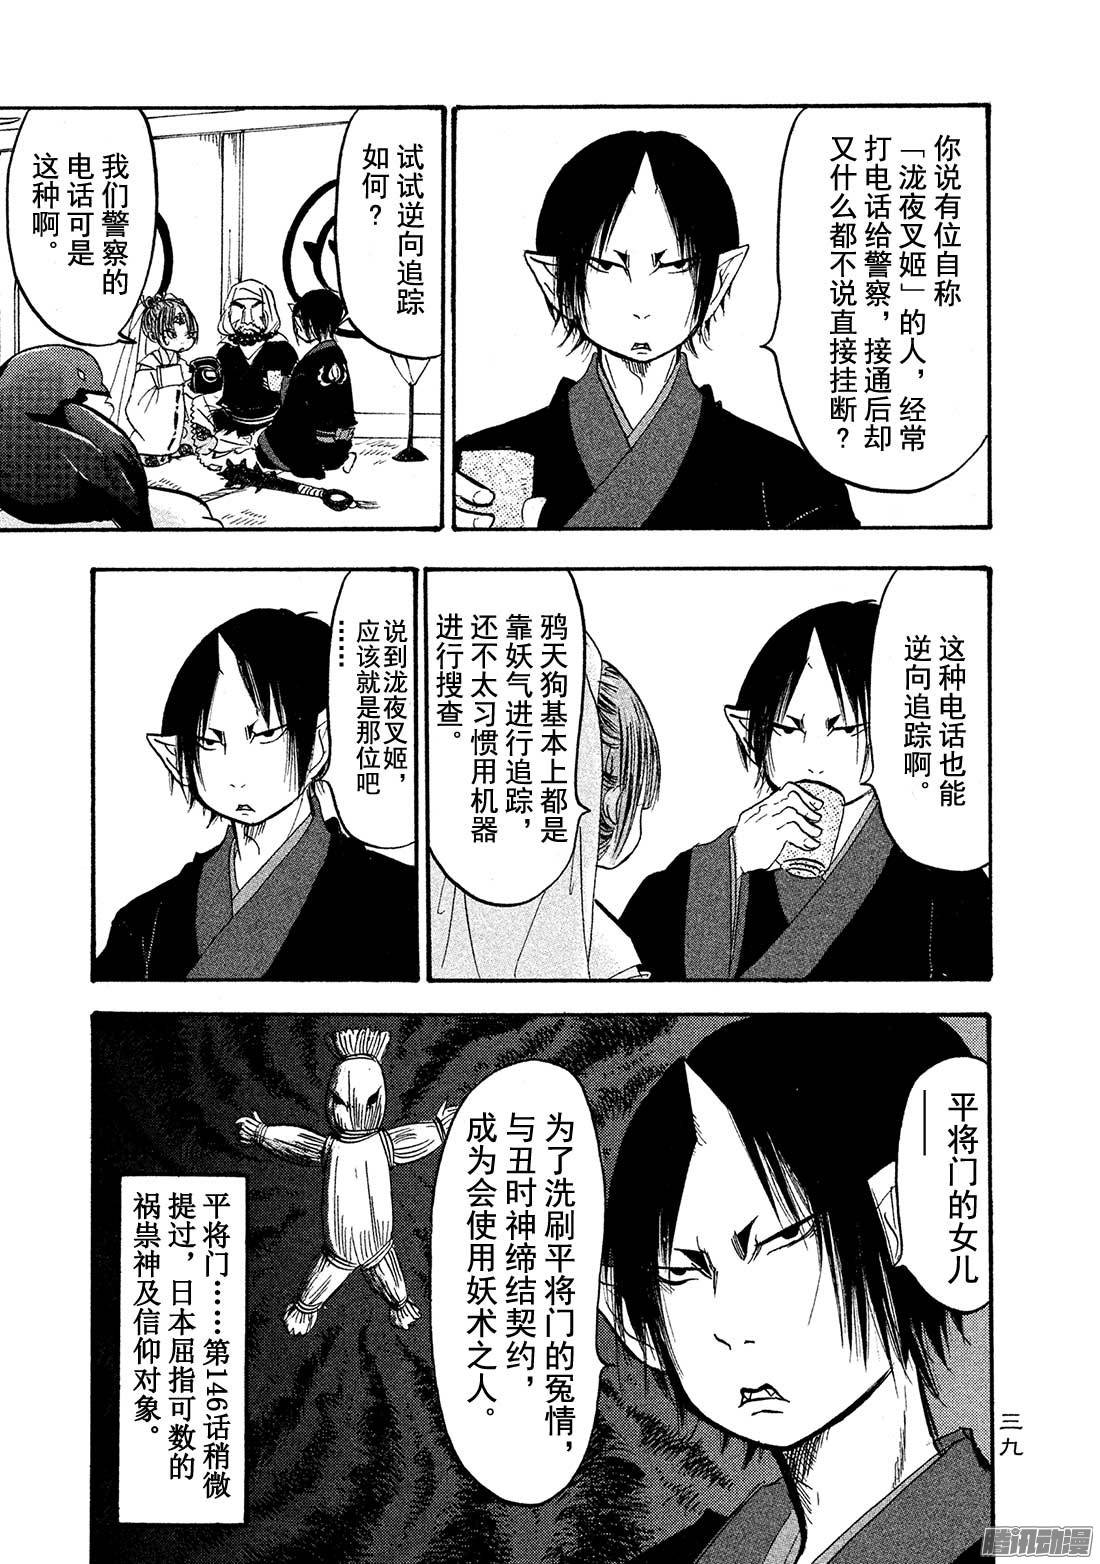 你说有位自称
「泷夜叉姬」的人，经常
打电话给警察，接通后却
又什么都不说直接挂断？
试试逆向追踪
如何？
我们警察的
电话可是
这种啊。
这种电话也能
逆向追踪啊。
鸦天狗基本上都是
靠妖气进行追踪，
还不太习惯用机器
进行搜查。
说到泷夜叉姬，
应该就是那位吧
……
平将门的女儿
——
为了洗刷平将门的冤情，
与丑时神缔结契约，
成为会使用妖术之人。
平将门……第146话稍微
提过，日本屈指可数的
祸祟神及信仰对象。
三九
腾讯动漫